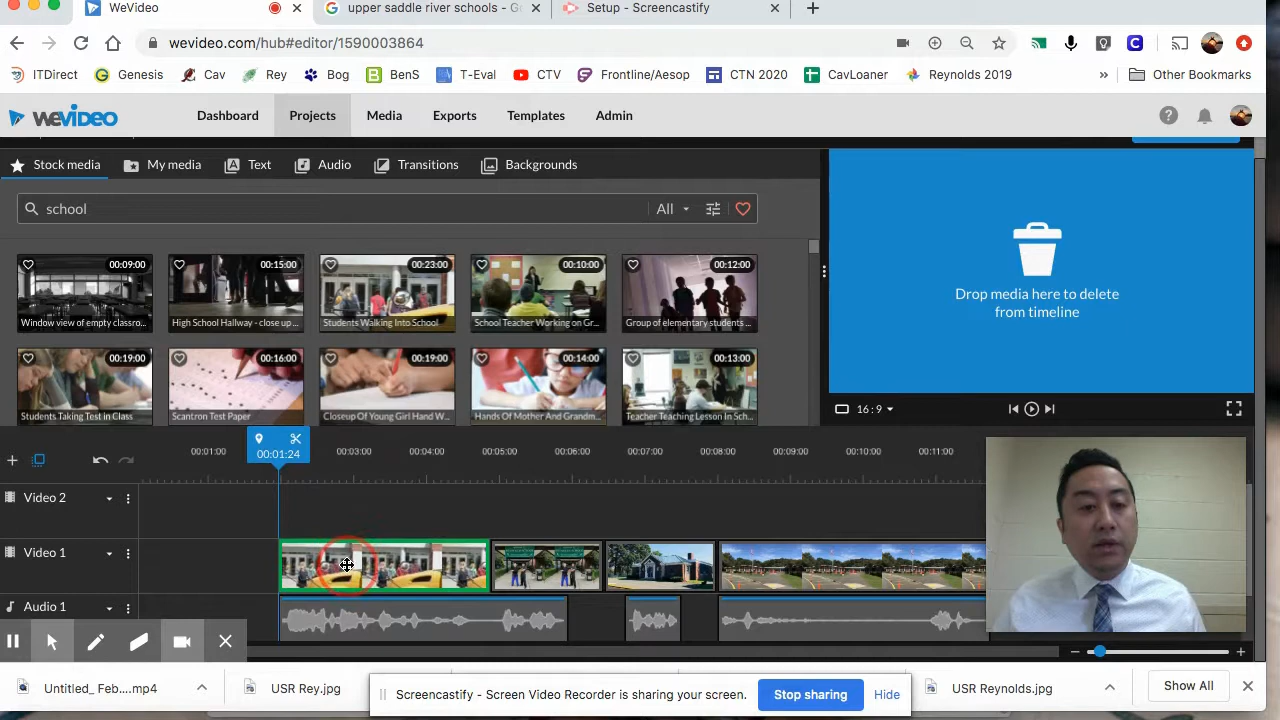 WeVideo
upper saddle river schools - G
Setup - Screencastify
wevideo.com/hub#editor/1590003864
ITDirect
Genesis
Cav
Rey
Bog
BenS
T-Eval
CTV
Frontline/Aesop
CTN 2020
CavLoaner
Reynolds 2019
»
Other Bookmarks
WEVIDEO
Dashboard
Projects
Media
Exports
Templates
Admin
Stock media
My media
Text
Audio
Transitions
Backgrounds
school
All
00:09:00
Window view of empty classro...
00:15:00
High School Hallway - close up ...
00:23:00
Students Walking Into School
00:10:00
School Teacher Working on Gr...
00:12:00
Group of elementary students ...
00:19:00
Students Taking Test in Class
00:16:00
Scantron Test Paper
00:19:00
Closeup Of Young Girl Hand W...
00:14:00
Hands Of Mother And Grandm...
00:13:00
Teacher Teaching Lesson In Sch...
Drop media here to delete
from timeline
16:9
00:01:00
00:01:24
00:03:00
00:04:00
00:05:00
00:06:00
00:07:00
00:08:00
00:09:00
00:10:00
00:11:00
Video 2
Video 1
Audio 1
Untitled_ Feb....mp4
USR Rey.jpg
Screencastify - Screen Video Recorder is sharing your screen.
Stop sharing
Hide
USR Reynolds.jpg
Show All